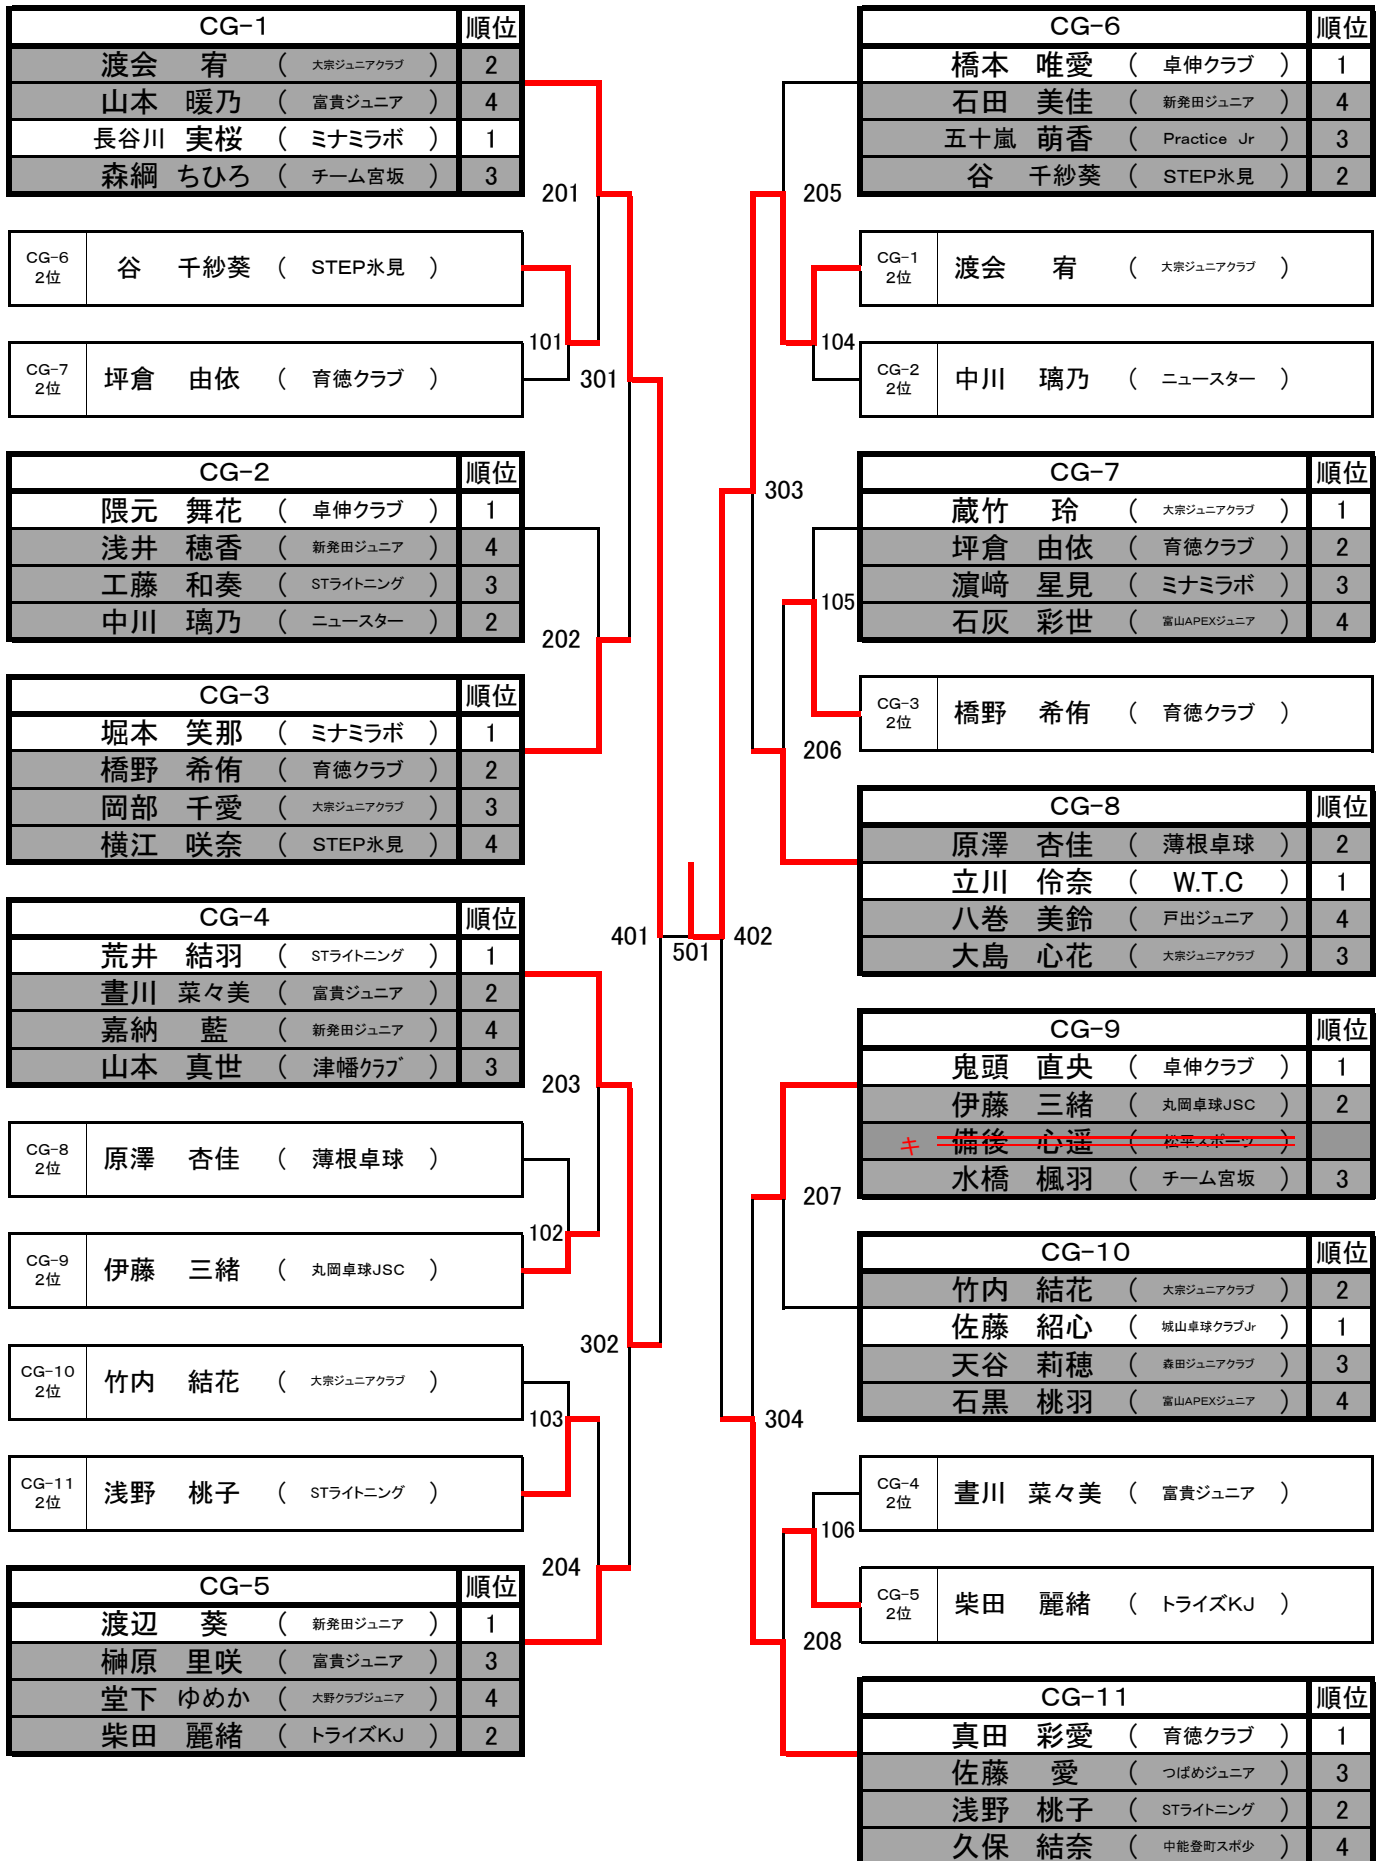 CG-1 順位
渡会 宥 ( 大宗ジュニアクラブ ) 2
山本 暖乃 ( 富貴ジュニア ) 4
長谷川 実桜 ( ミナミラボ ) 1
森綱 ちひろ ( チーム宮坂 ) 3
201
CG-6 2位 谷 千紗葵 ( STEP氷見 )
101
CG-7 2位 坪倉 由依 ( 育徳クラブ )
301
CG-2 順位
隈元 舞花 ( 卓伸クラブ ) 1
浅井 穂香 ( 新発田ジュニア ) 4
工藤 和奏 ( STライトニング ) 3
中川 璃乃 ( ニュースター ) 2
202
CG-3 順位
堀本 笑那 ( ミナミラボ ) 1
橋野 希侑 ( 育徳クラブ ) 2
岡部 千愛 ( 大宗ジュニアクラブ ) 3
横江 咲奈 ( STEP氷見 ) 4
CG-4 順位
荒井 結羽 ( STライトニング ) 1
晝川 菜々美 ( 富貴ジュニア ) 2
嘉納 藍 ( 新発田ジュニア ) 4
山本 真世 ( 津幡クラブ ) 3
203
CG-8 2位 原澤 杏佳 ( 薄根卓球 )
102
CG-9 2位 伊藤 三緒 ( 丸岡卓球JSC )
302
CG-10 2位 竹内 結花 ( 大宗ジュニアクラブ )
103
CG-11 2位 浅野 桃子 ( STライトニング )
204
CG-5 順位
渡辺 葵 ( 新発田ジュニア ) 1
榊原 里咲 ( 富貴ジュニア ) 3
堂下 ゆめか ( 大野クラブジュニア ) 4
柴田 麗緒 ( トライズKJ ) 2
401
501
402
CG-6 順位
橋本 唯愛 ( 卓伸クラブ ) 1
石田 美佳 ( 新発田ジュニア ) 4
五十嵐 萌香 ( Practice Jr ) 3
谷 千紗葵 ( STEP氷見 ) 2
205
CG-1 2位 渡会 宥 ( 大宗ジュニアクラブ )
104
CG-2 2位 中川 璃乃 ( ニュースター )
303
CG-7 順位
蔵竹 玲 ( 大宗ジュニアクラブ ) 1
坪倉 由依 ( 育徳クラブ ) 2
濵﨑 星見 ( ミナミラボ ) 3
石灰 彩世 ( 富山APEXジュニア ) 4
105
CG-3 2位 橋野 希侑 ( 育徳クラブ )
206
CG-8 順位
原澤 杏佳 ( 薄根卓球 ) 2
立川 伶奈 ( W.T.C ) 1
八巻 美鈴 ( 戸出ジュニア ) 4
大島 心花 ( 大宗ジュニアクラブ ) 3
CG-9 順位
鬼頭 直央 ( 卓伸クラブ ) 1
伊藤 三緒 ( 丸岡卓球JSC ) 2
キ 備後 心遥 ( 松平スポーツ )
水橋 楓羽 ( チーム宮坂 ) 3
207
CG-10 順位
竹内 結花 ( 大宗ジュニアクラブ ) 2
佐藤 紹心 ( 城山卓球クラブJr ) 1
天谷 莉穂 ( 森田ジュニアクラブ ) 3
石黒 桃羽 ( 富山APEXジュニア ) 4
304
CG-4 2位 晝川 菜々美 ( 富貴ジュニア )
106
CG-5 2位 柴田 麗緒 ( トライズKJ )
208
CG-11 順位
真田 彩愛 ( 育徳クラブ ) 1
佐藤 愛 ( つばめジュニア ) 3
浅野 桃子 ( STライトニング ) 2
久保 結奈 ( 中能登町スポ少 ) 4